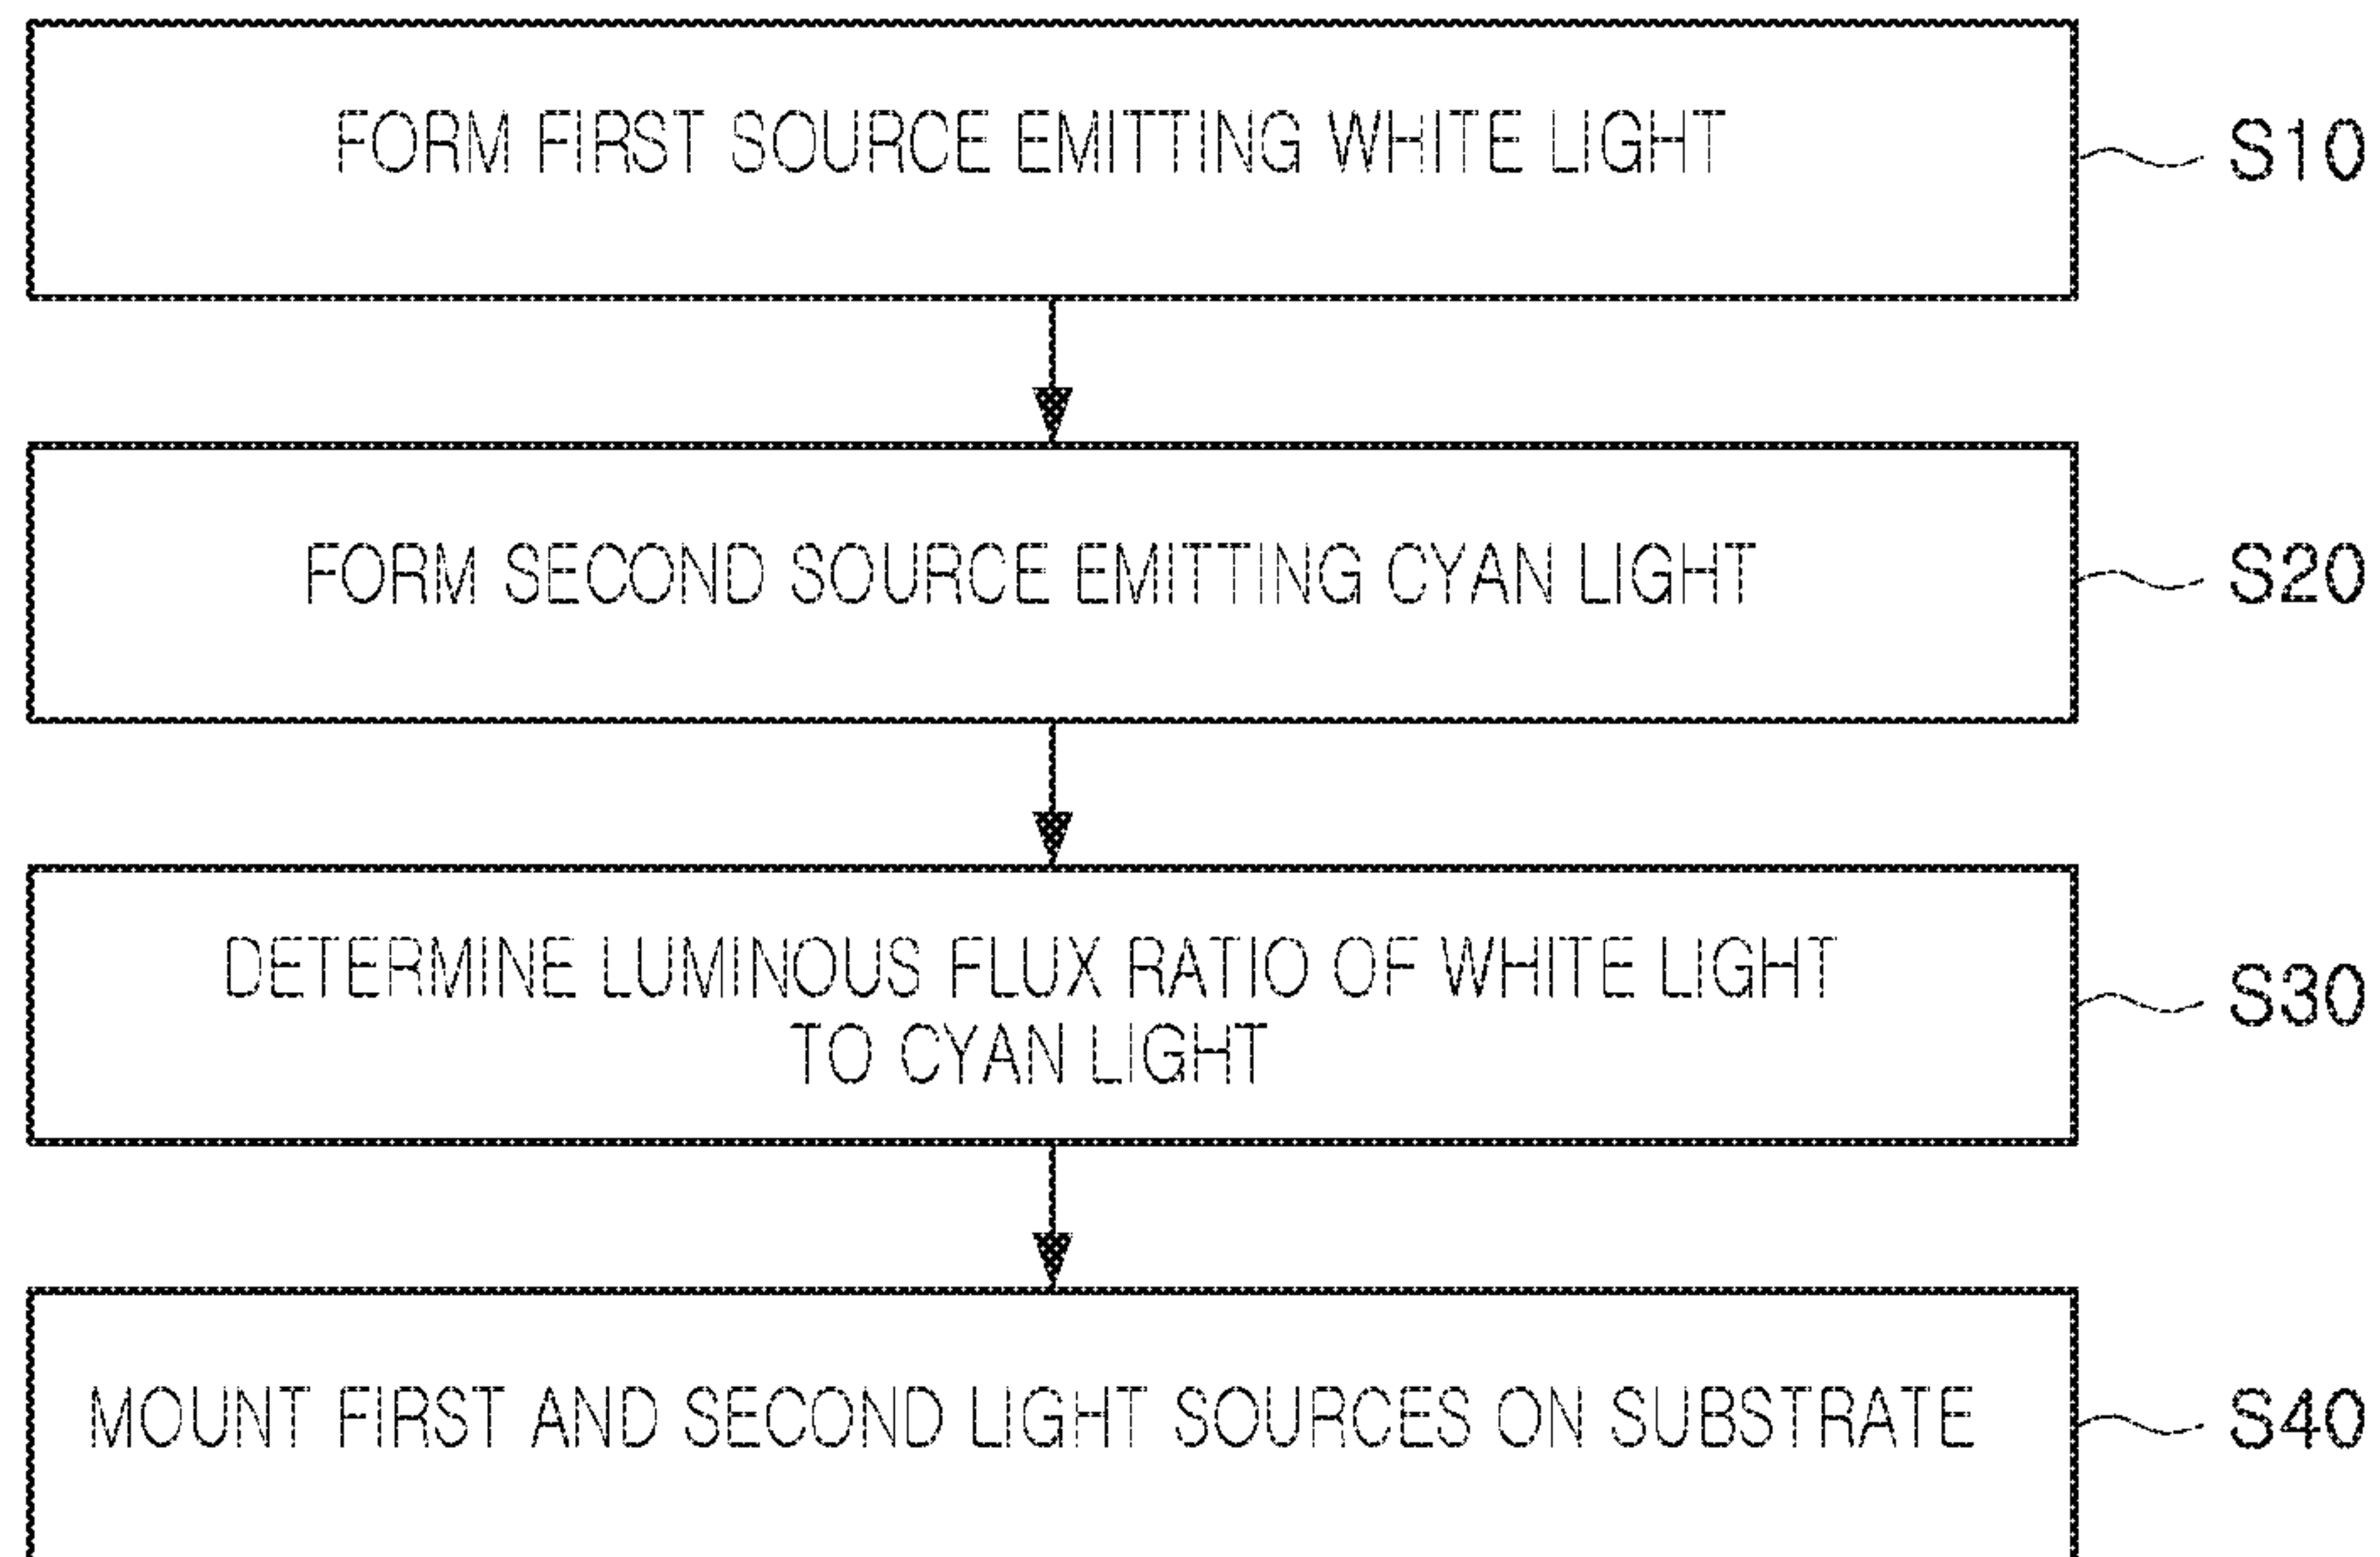 FORM FIRST SOURCE EMITTING WHITE LIGHT
S10
FORM SECOND SOURCE EMITTING CYAN LIGHT
S20
DETERMINE LUMINOUS FLUX RATIO OF WHITE LIGHT
TO CYAN LIGHT
S30
MOUNT FIRST AND SECOND LIGHT SOURCES ON SUBSTRATE
S40